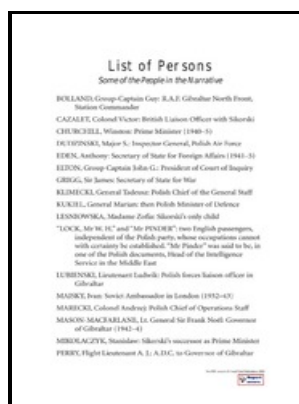 List of Persons
Some of the People in the Narrative
BOLLAND, Group-Captain Guy: R.A.F. Gibraltar North Front,
Station Commander
CAZALET, Colonel Victor: British Liaison Officer with Sikorski
CHURCHILL, Winston: Prime Minister (1940–5)
DUDZINSKI, Major S.: Inspector General, Polish Air Force
EDEN, Anthony: Secretary of State for Foreign Affairs (1941–5)
ELTON, Group Captain John G.: President of Court of Inquiry
GRIGG, Sir James: Secretary of State for War
KLIMECKI, General Tadeusz: Polish Chief of the General Staff
KUKIEL, General Marian: then Polish Minister of Defence
LESNIOWSKA, Madame Zofia: Sikorski's only child
"LOCK, Mr W. H." and "Mr PINDER": two English passengers,
independent of the Polish party, whose occupations cannot
with certainty be established. "Mr Pinder" was said to be, in
one of the Polish documents, Head of the Intelligence
Service in the Middle East
LUBIENSKI, Lieutenant Ludwik: Polish forces liaison officer in
Gibraltar
MAISKY, Ivan: Soviet Ambassador in London (1932–43)
MARECKI, Colonel Andrzej: Polish Chief of Operations Staff
MASON-MACFARLANE, Lt. General Sir Frank Noel: Governor
of Gibraltar (1942–4)
MIKOLACZYK, Stanislaw: Sikorski's successor as Prime Minister
PERRY, Flight Lieutenant A. J.: A.D.C. to Governor of Gibraltar